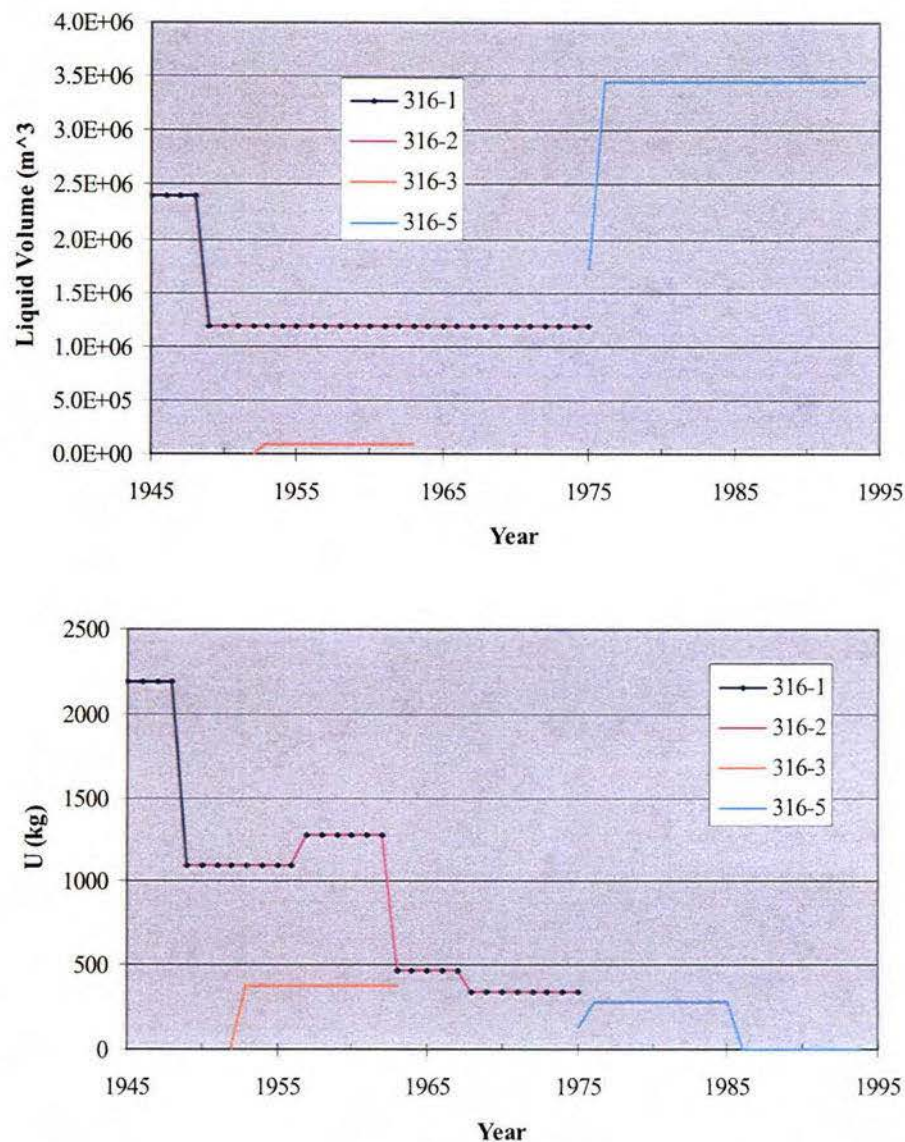 4.0E+06
3.5E+06
3.0E+06
2.5E+06
2.0E+06
1.5E+06
1.0E+06
5.0E+05
0.0E+00
Liquid Volume (m^3
316-1
316-2
316-3
316-5
1945 1955 1965 1975 1985 1995
Year
2500
2000
1500
1000
500
0
U (kg)
316-1
316-2
316-3
316-5
1945 1955 1965 1975 1985 1995
Year